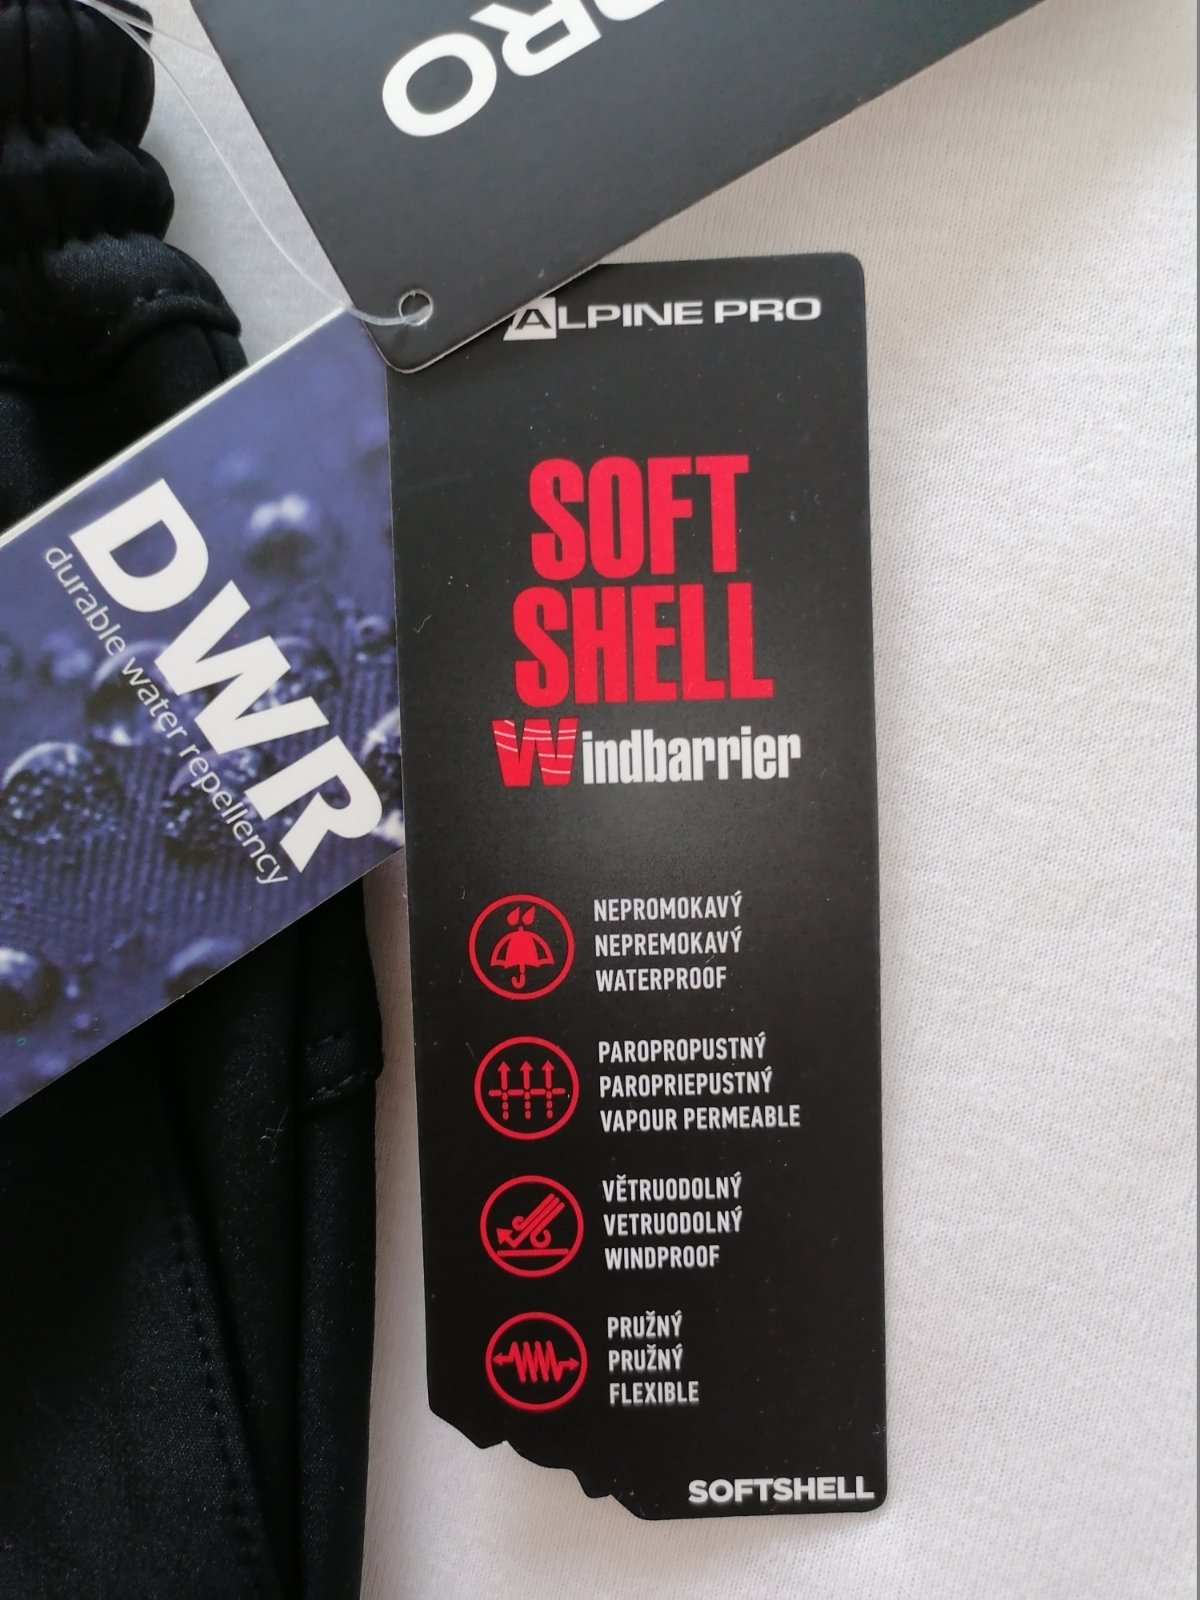 PRO
ALPINE PRO
SOFT
SHELL
Windbarrier
DWR
durable water repellency
NEPROMOKAVÝ
NEPREMOKAVÝ
WATERPROOF
PAROPROPUSTNÝ
PAROPRIEPUSTNÝ
VAPOUR PERMEABLE
VĚTRUODOLNÝ
VETRUODOLNÝ
WINDPROOF
PRUŽNÝ
PRUŽNÝ
FLEXIBLE
SOFTSHELL